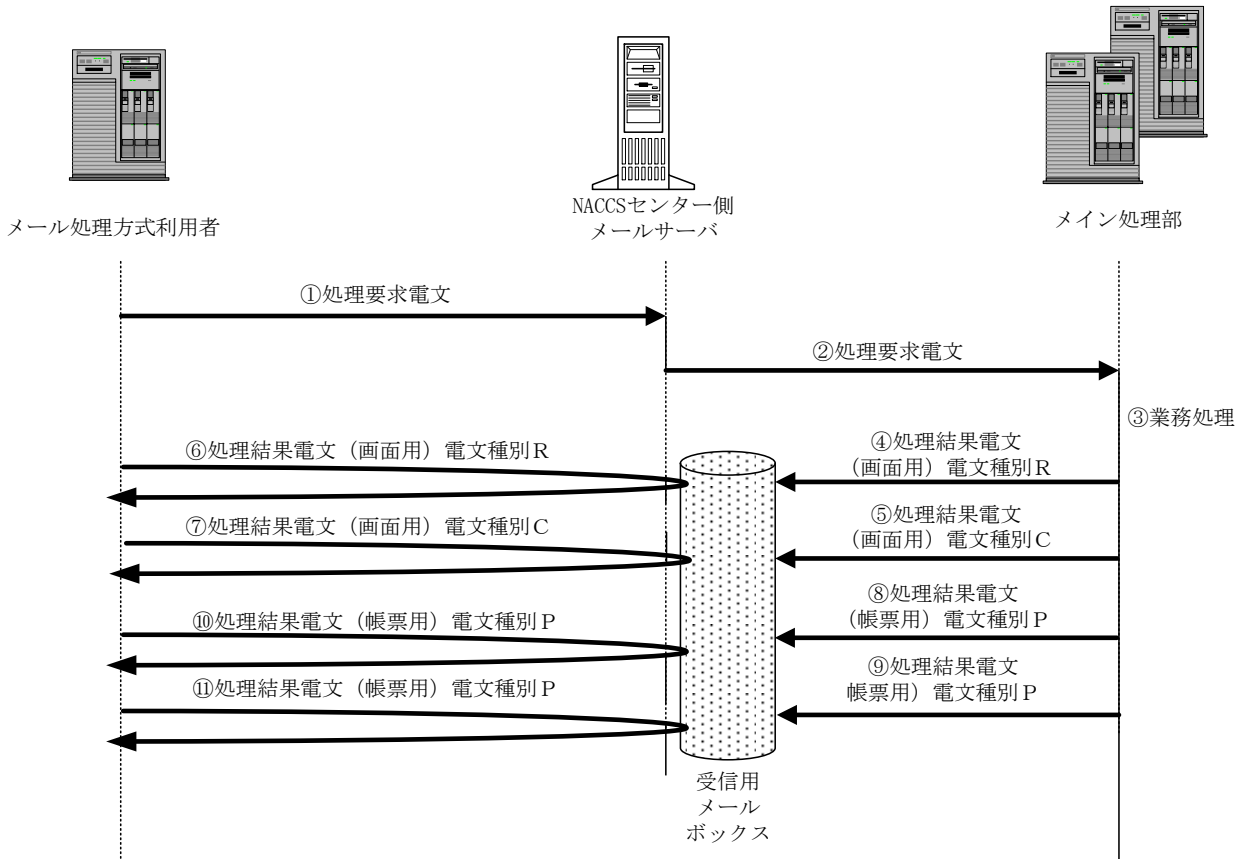 メール処理方式利用者
NACCSセンター側
メールサーバ
メイン処理部
①処理要求電文
②処理要求電文
③業務処理
⑥処理結果電文（画面用）電文種別Ｒ
④処理結果電文
（画面用）電文種別Ｒ
⑦処理結果電文（画面用）電文種別Ｃ
⑤処理結果電文
（画面用）電文種別Ｃ
⑩処理結果電文（帳票用）電文種別Ｐ
⑧処理結果電文
（帳票用）電文種別Ｐ
⑪処理結果電文（帳票用）電文種別Ｐ
⑨処理結果電文
帳票用）電文種別Ｐ
受信用
メール
ボックス